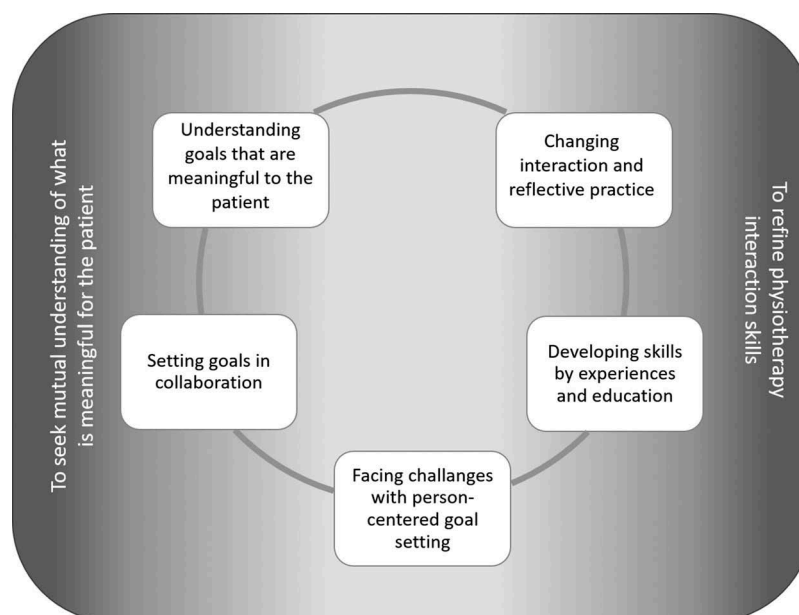 To seek mutual understanding of what
is meaningful for the patient
Understanding
goals that are
meaningful to the
patient
Changing
interaction and
reflective practice
Setting goals in
collaboration
Developing skills
by experiences
and education
Facing challanges
with person-
centered goal
setting
To refine physiotherapy
interaction skills